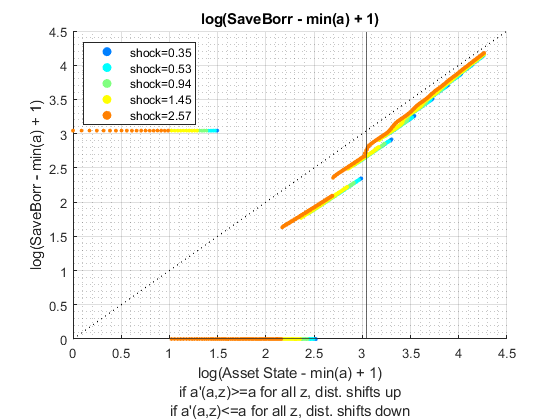 log(SaveBorr - min(a) + 1)
4.5
4
3.5
3
2.5
2
1.5
1
0.5
0
log(SaveBorr - min(a) + 1)
shock=0.35
shock=0.53
shock=0.94
shock=1.45
shock=2.57
0 0.5 1 1.5 2 2.5 3 3.5 4 4.5
log(Asset State - min(a) + 1)
if a'(a,z)>=a for all z, dist. shifts up
if a'(a,z)<=a for all z, dist. shifts down